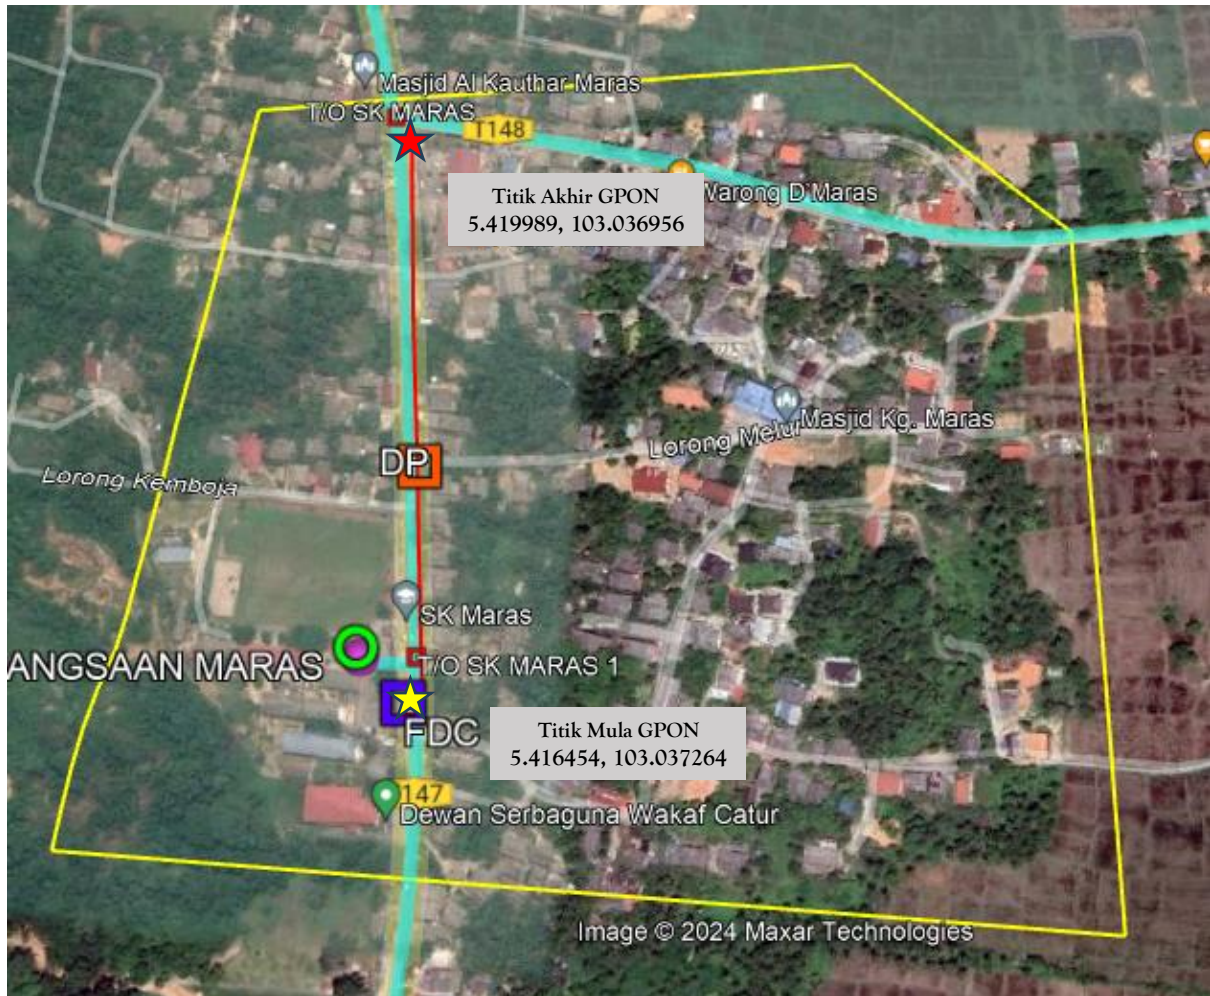 Masjid Al Kauthar Maras
T/O SK MARAS
T148
Warong D'Maras
Titik Akhir GPON
5.419989, 103.036956
Masjid Kg. Maras
Lorong Melur
DP
Lorong Kemboja
SK Maras
ANGSAAN MARAS
T/O SK MARAS 1
FDC
Titik Mula GPON
5.416454, 103.037264
147
Dewan Serbaguna Wakaf Catur
Image © 2024 Maxar Technologies